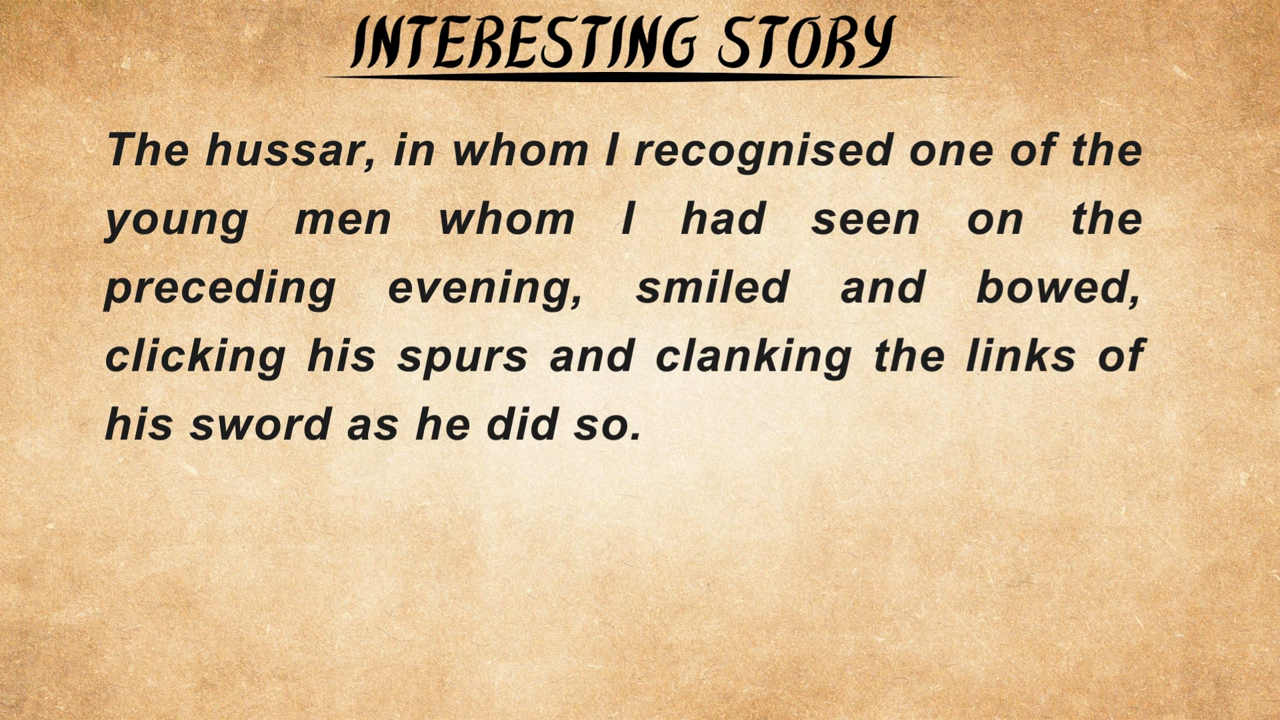 INTERESTING STORY
The hussar, in whom I recognised one of the
young men whom I had seen on the
preceding evening, smiled and bowed,
clicking his spurs and clanking the links of
his sword as he did so.